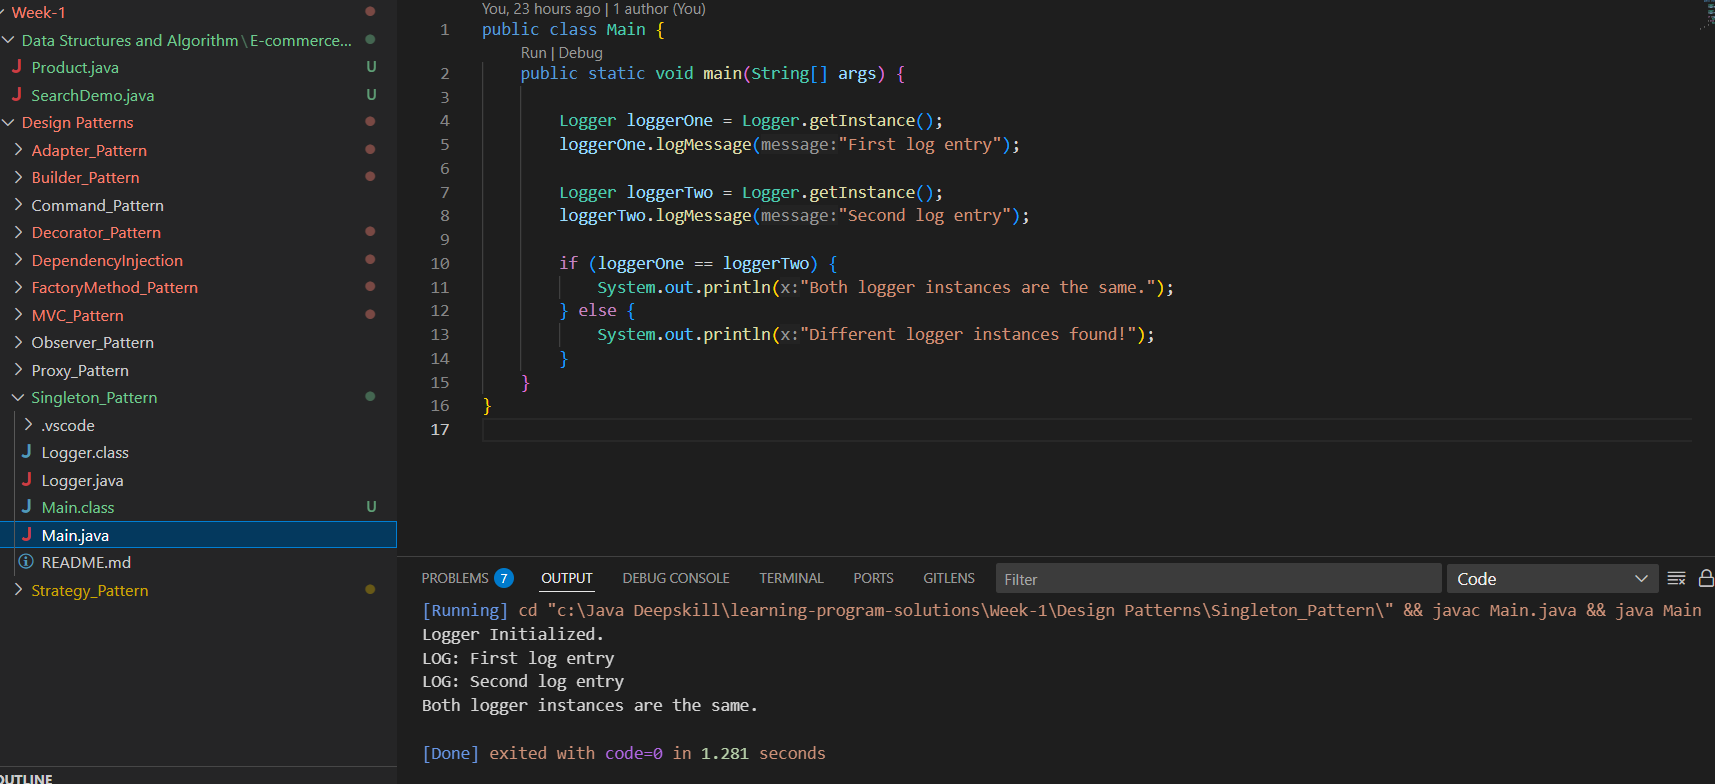 Week-1
Data Structures and Algorithm\E-commerce...
Product.java U
SearchDemo.java U
Design Patterns
Adapter_Pattern
Builder_Pattern
Command_Pattern
Decorator_Pattern
DependencyInjection
FactoryMethod_Pattern
MVC_Pattern
Observer_Pattern
Proxy_Pattern
Singleton_Pattern
.vscode
Logger.class
Logger.java
Main.class U
Main.java
README.md
Strategy_Pattern
OUTLINE
You, 23 hours ago | 1 author (You)
1 public class Main {
Run | Debug
2 public static void main(String[] args) {
3
4 Logger loggerOne = Logger.getInstance();
5 loggerOne.logMessage(message:"First log entry");
6
7 Logger loggerTwo = Logger.getInstance();
8 loggerTwo.logMessage(message:"Second log entry");
9
10 if (loggerOne == loggerTwo) {
11 System.out.println(x:"Both logger instances are the same.");
12 } else {
13 System.out.println(x:"Different logger instances found!");
14 }
15 }
16 }
17
PROBLEMS 7 OUTPUT DEBUG CONSOLE TERMINAL PORTS GITLENS Filter Code
[Running] cd "c:\Java Deepskill\learning-program-solutions\Week-1\Design Patterns\Singleton_Pattern\" && javac Main.java && java Main
Logger Initialized.
LOG: First log entry
LOG: Second log entry
Both logger instances are the same.
[Done] exited with code=0 in 1.281 seconds